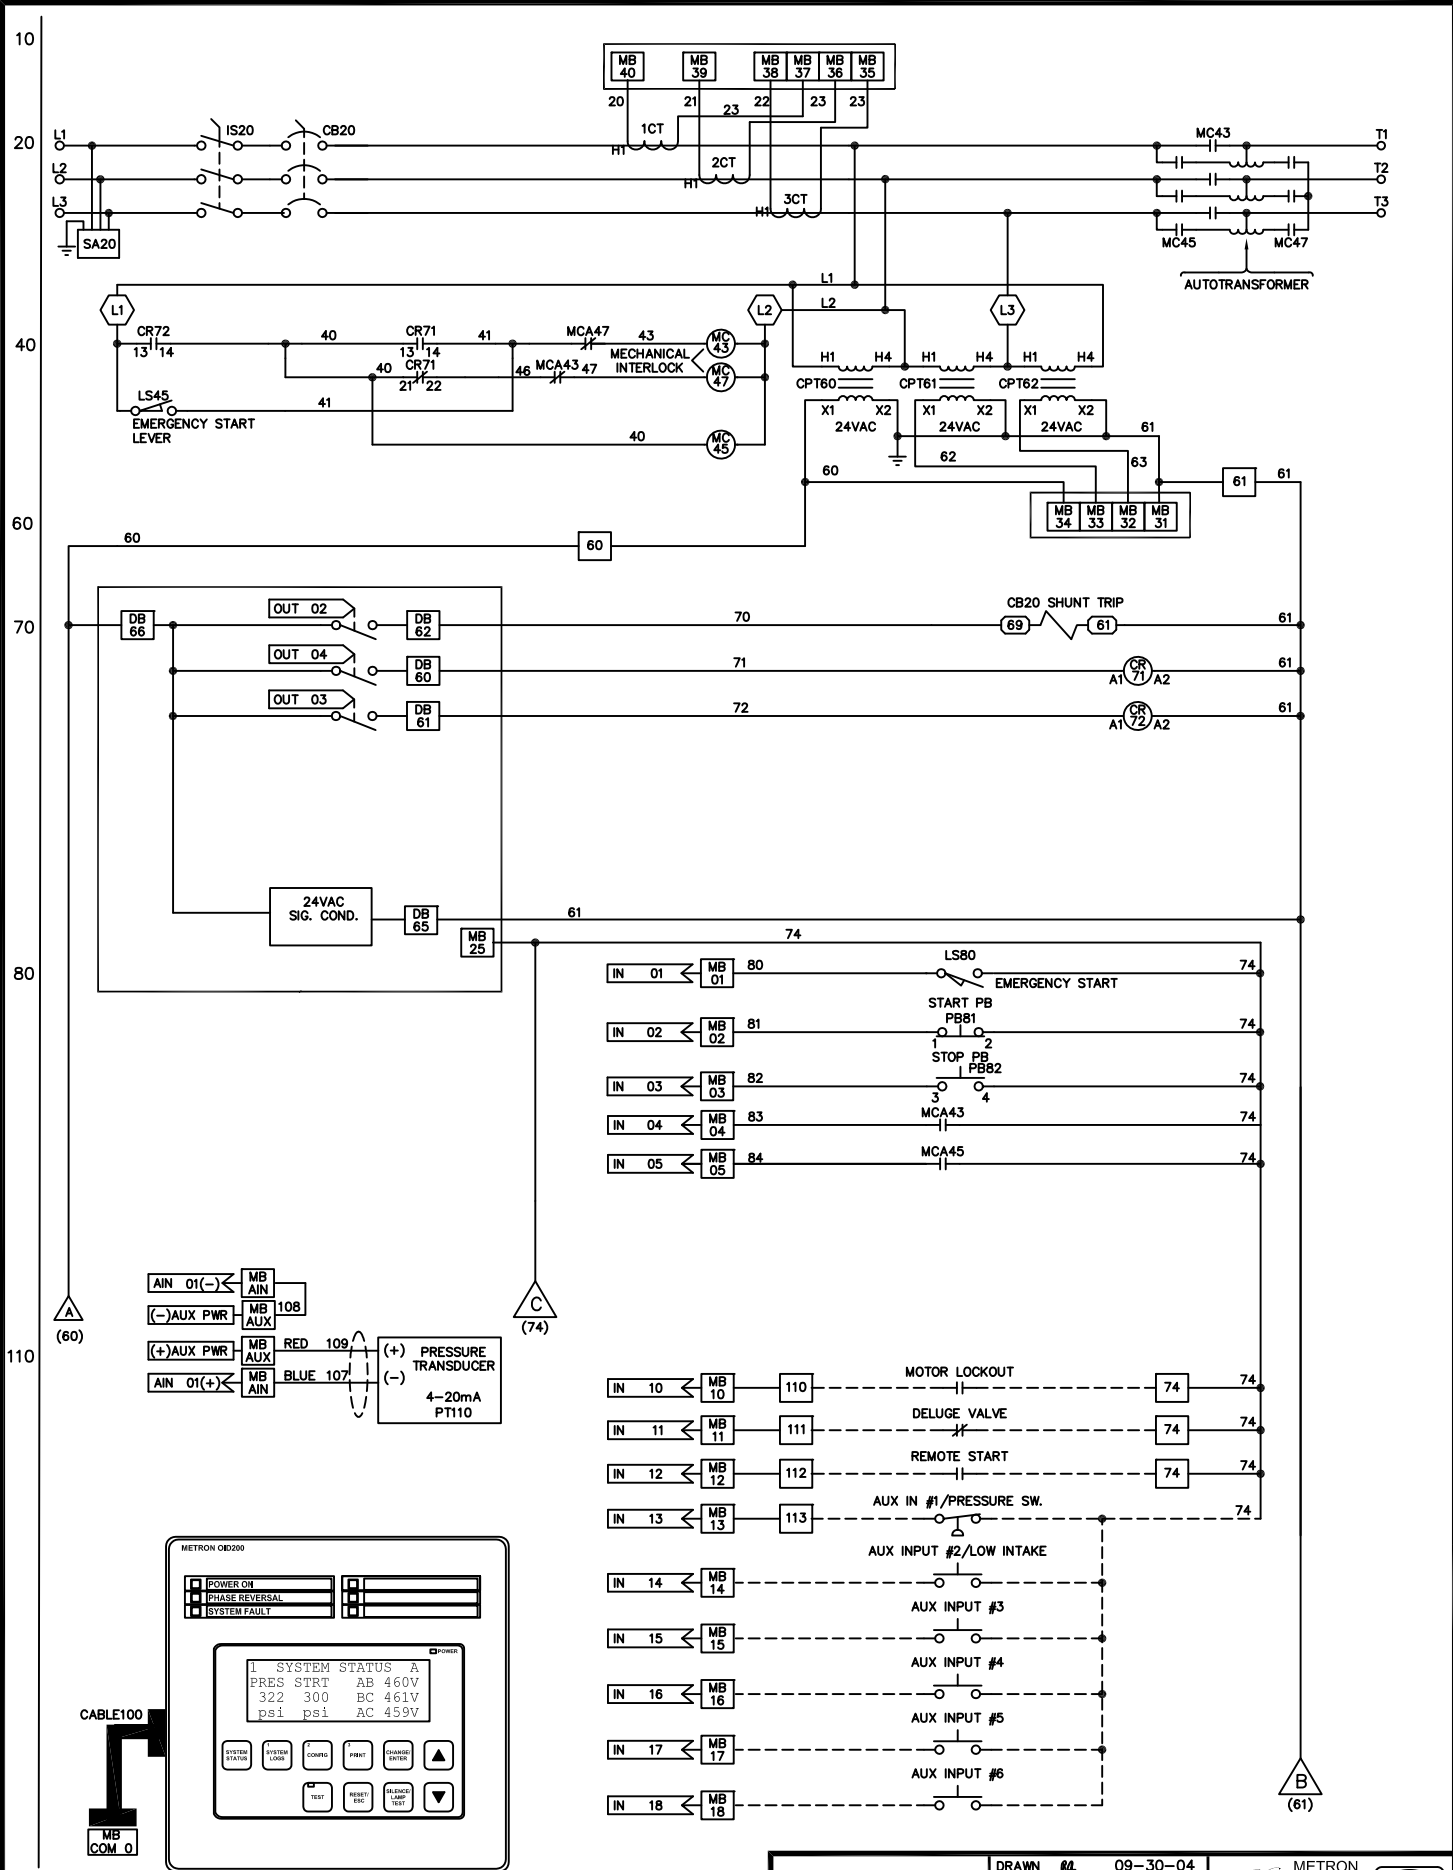 10
MB 40
MB 39
MB 38
MB 37
MB 36
MB 35
20
21
23
22
23
23
20
L1
IS20
CB20
H1
1CT
MC43
T1
L2
H1
2CT
T2
L3
H1
3CT
T3
SA20
MC45
MC47
AUTOTRANSFORMER
L1
L1
L2
L2
L3
40
CR72
13 14
40
CR71
13 14
41
MCA47
43
MC 43
MECHANICAL
INTERLOCK
40
CR71
21 22
46
MCA43
47
MC 47
LS45
41
EMERGENCY START
LEVER
40
MC 45
H1 H4
H1 H4
H1 H4
CPT60
CPT61
CPT62
X1 X2
X1 X2
X1 X2
24VAC
24VAC
24VAC
61
60
62
63
61
61
MB 34
MB 33
MB 32
MB 31
60
60
60
70
DB 66
OUT 02
DB 62
70
CB20 SHUNT TRIP
69
61
61
OUT 04
DB 60
71
A1
CR 71
A2
61
OUT 03
DB 61
72
A1
CR 72
A2
61
24VAC
SIG. COND.
DB 65
61
MB 25
74
80
IN 01
MB 01
80
LS80
EMERGENCY START
74
START PB
IN 02
MB 02
81
PB81
1 2
74
STOP PB
IN 03
MB 03
82
PB82
3 4
74
IN 04
MB 04
83
MCA43
74
IN 05
MB 05
84
MCA45
74
AIN 01(-)
MB AIN
A
(60)
(-)AUX PWR
MB AUX
108
C
(74)
110
(+)AUX PWR
MB AUX
RED 109
(+) PRESSURE
TRANSDUCER
AIN 01(+)
MB AIN
BLUE 107
(-)
4-20mA
PT110
IN 10
MB 10
110
MOTOR LOCKOUT
74
74
IN 11
MB 11
111
DELUGE VALVE
74
74
IN 12
MB 12
112
REMOTE START
74
74
IN 13
MB 13
113
AUX IN #1/PRESSURE SW.
74
AUX INPUT #2/LOW INTAKE
IN 14
MB 14
AUX INPUT #3
IN 15
MB 15
AUX INPUT #4
IN 16
MB 16
AUX INPUT #5
IN 17
MB 17
AUX INPUT #6
IN 18
MB 18
B
(61)
METRON OID200
POWER ON
PHASE REVERSAL
SYSTEM FAULT
POWER
1 SYSTEM STATUS A
PRES STRT AB 460V
322 300 BC 461V
psi psi AC 459V
SYSTEM STATUS
1 SYSTEM LOGS
2 CONFIG
3 PRINT
CHANGE/ ENTER
TEST
RESET/ ESC
SILENCE/ LAMP TEST
CABLE100
MB
COM 0
DRAWN
09-30-04
METRON